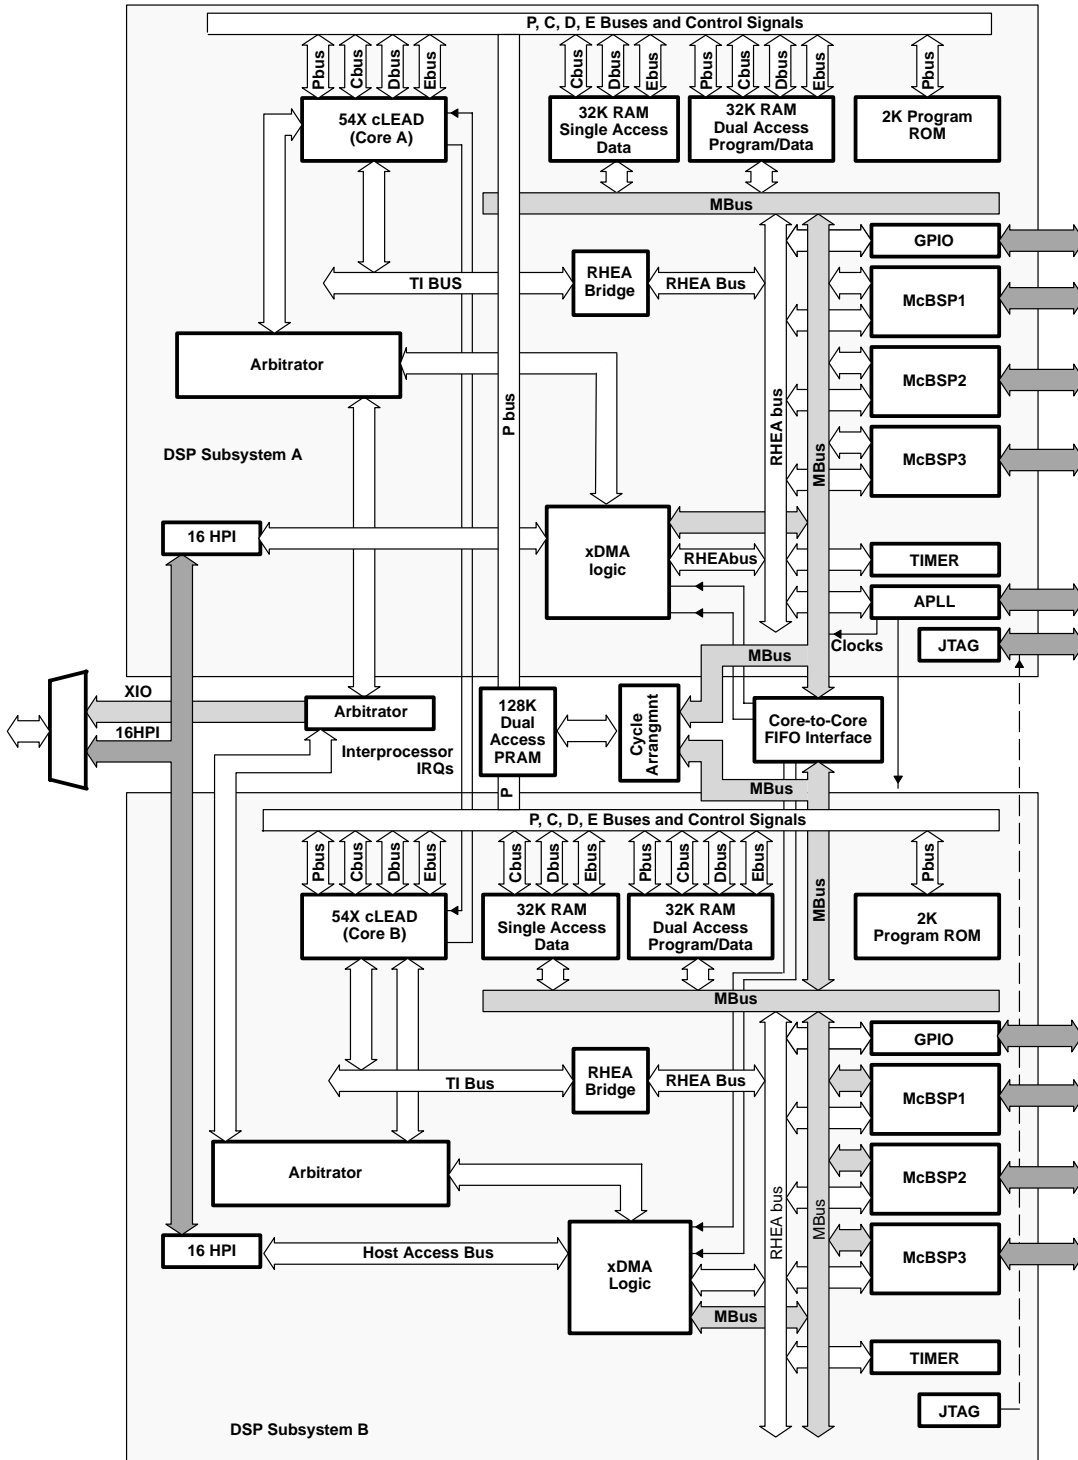 P, C, D, E Buses and Control Signals
Pbus
Cbus
Dbus
Ebus
Cbus
Dbus
Ebus
Pbus
Cbus
Dbus
Ebus
Pbus
54X cLEAD
(Core A)
32K RAM
Single Access
Data
32K RAM
Dual Access
Program/Data
2K Program
ROM
MBus
GPIO
TI BUS
RHEA
Bridge
RHEA Bus
McBSP1
Arbitrator
McBSP2
P bus
RHEA bus
MBus
McBSP3
DSP Subsystem A
16 HPI
xDMA
logic
RHEAbus
TIMER
APLL
Clocks
JTAG
MBus
XIO
16HPI
Arbitrator
Interprocessor
IRQs
128K
Dual
Access
PRAM
Cycle
Arrangmnt
Core-to-Core
FIFO Interface
MBus
P
P, C, D, E Buses and Control Signals
Pbus
Cbus
Dbus
Ebus
Cbus
Dbus
Ebus
Pbus
Cbus
Dbus
Ebus
Pbus
MBus
54X cLEAD
(Core B)
32K RAM
Single Access
Data
32K RAM
Dual Access
Program/Data
2K
Program ROM
MBus
GPIO
TI Bus
RHEA
Bridge
RHEA Bus
McBSP1
Arbitrator
McBSP2
RHEA bus
MBus
16 HPI
Host Access Bus
xDMA
Logic
McBSP3
MBus
TIMER
JTAG
DSP Subsystem B